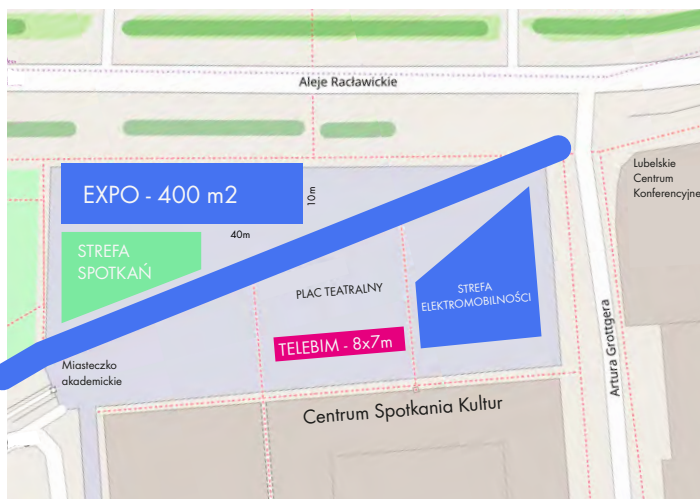 Aleje Racławickie
Lubelskie
Centrum
Konferencyjne
EXPO - 400 m2
10m
40m
STREFA
SPOTKAŃ
PLAC TEATRALNY
STREFA
ELEKTROMOBILNOŚCI
TELEBIM - 8x7m
Artura Grottgera
Miasteczko
akademickie
Centrum Spotkania Kultur